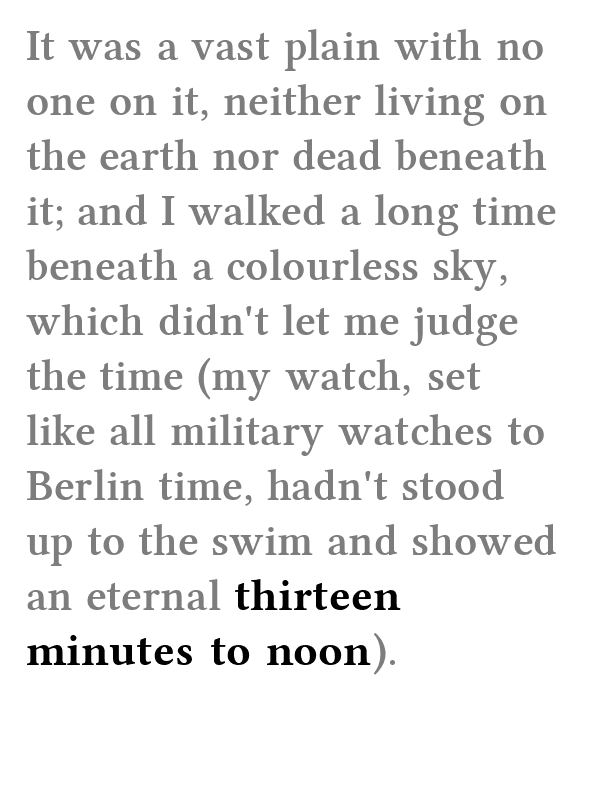 It was a vast plain with no
one on it, neither living on
the earth nor dead beneath
it; and I walked a long time
beneath a colourless sky,
which didn't let me judge
the time (my watch, set
like all military watches to
Berlin time, hadn't stood
up to the swim and showed
an eternal thirteen
minutes to noon).